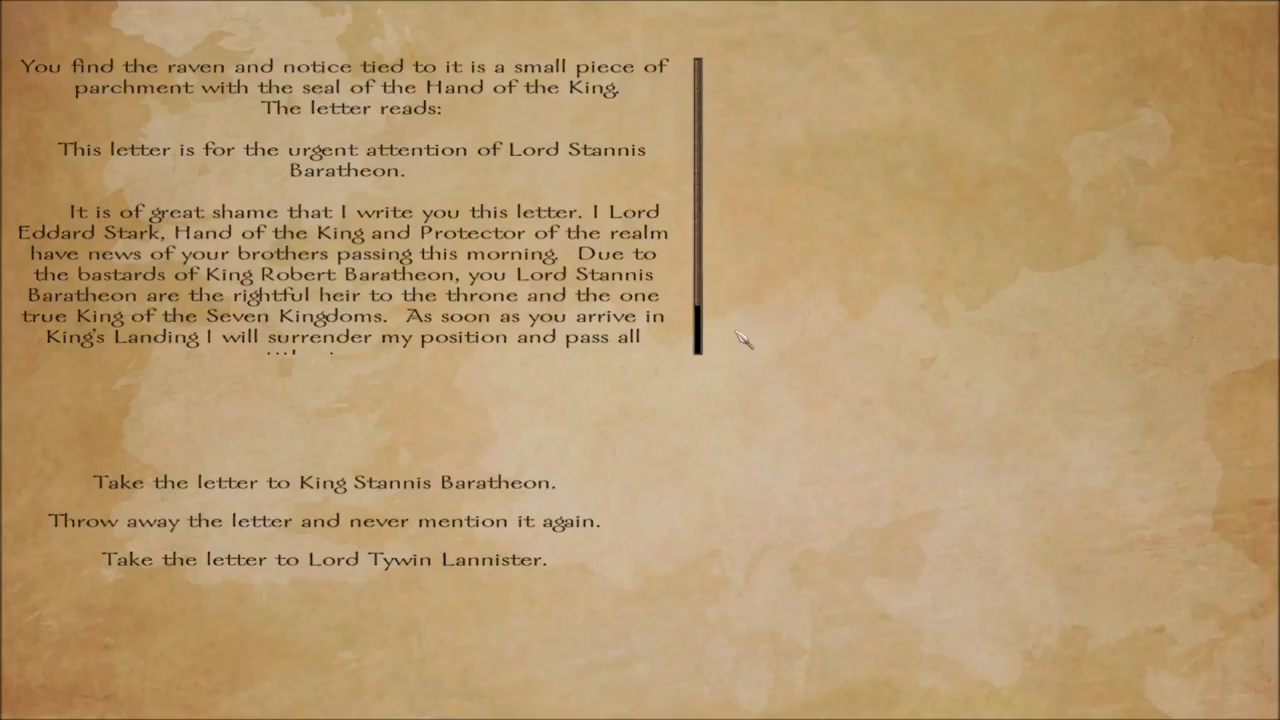 You find the raven and notice tied to it is a small piece of
parchment with the seal of the Hand of the King.
The letter reads:
This letter is for the urgent attention of Lord Stannis
Baratheon.
It is of great shame that I write you this letter. I Lord
Eddard Stark, Hand of the King and Protector of the realm
have news of your brothers passing this morning. Due to
the bastards of King Robert Baratheon, you Lord Stannis
Baratheon are the rightful heir to the throne and the one
true King of the Seven Kingdoms. As soon as you arrive in
King's Landing I will surrender my position and pass all
Take the letter to King Stannis Baratheon.
Throw away the letter and never mention it again.
Take the letter to Lord Tywin Lannister.